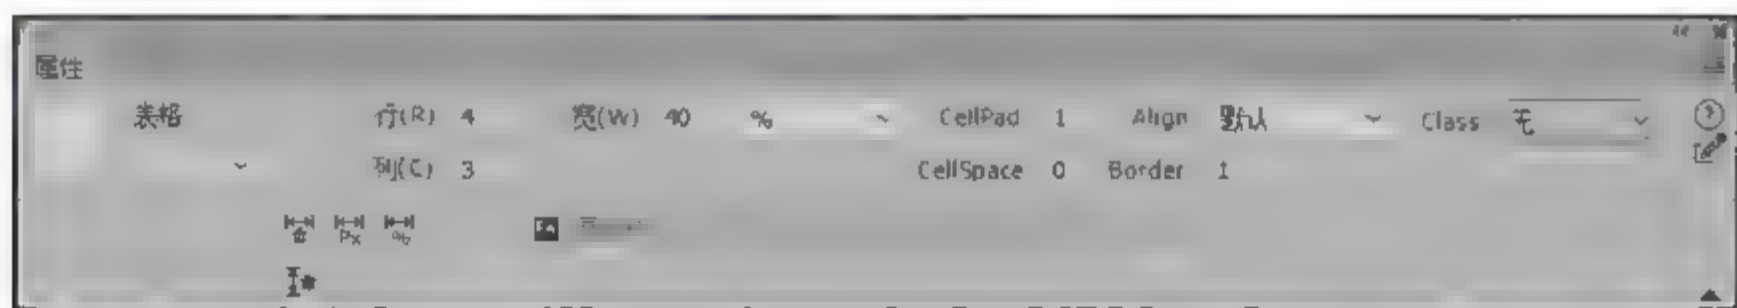 属性
表格 行(R) 4 宽(W) 40 % CellPad 1 Align 默认 Class 无
列(C) 3 CellSpace 0 Border 1
px %